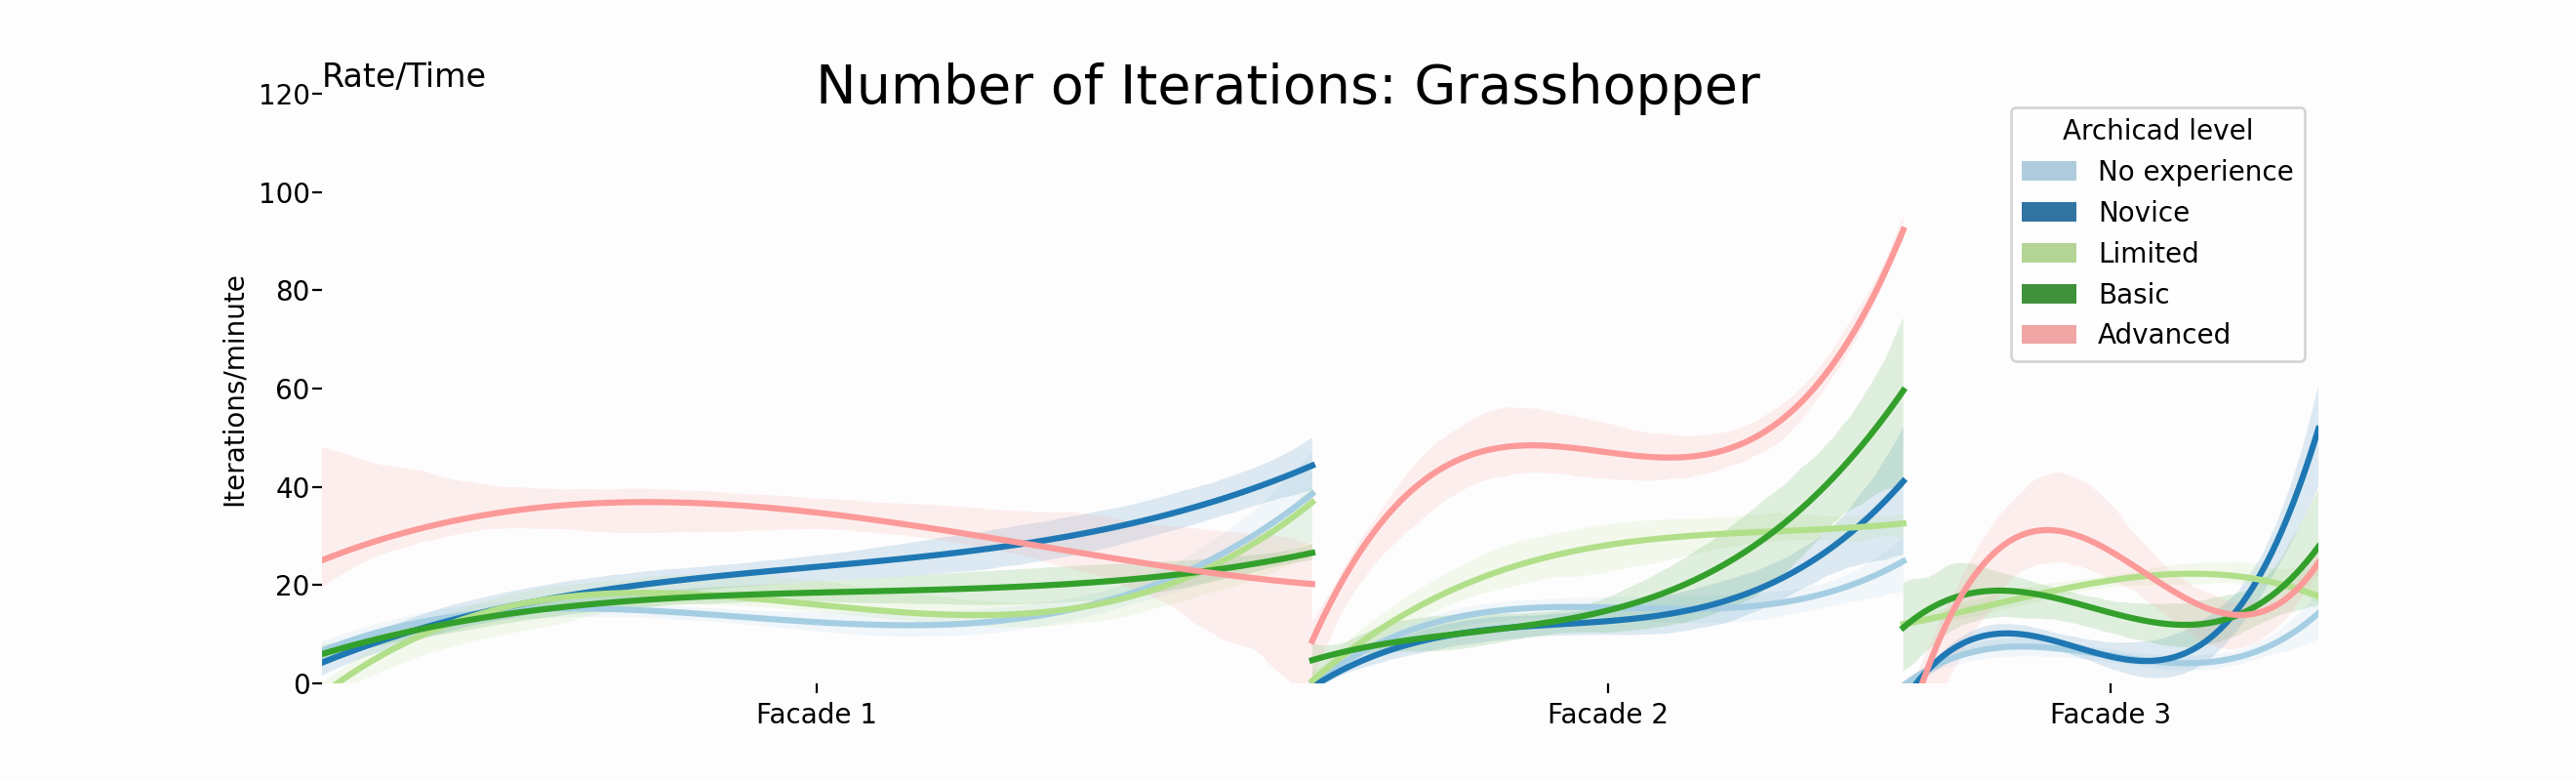 Rate/Time
Number of Iterations: Grasshopper
Iterations/minute
120
100
80
60
40
20
0
Facade 1
Facade 2
Facade 3
Archicad level
No experience
Novice
Limited
Basic
Advanced